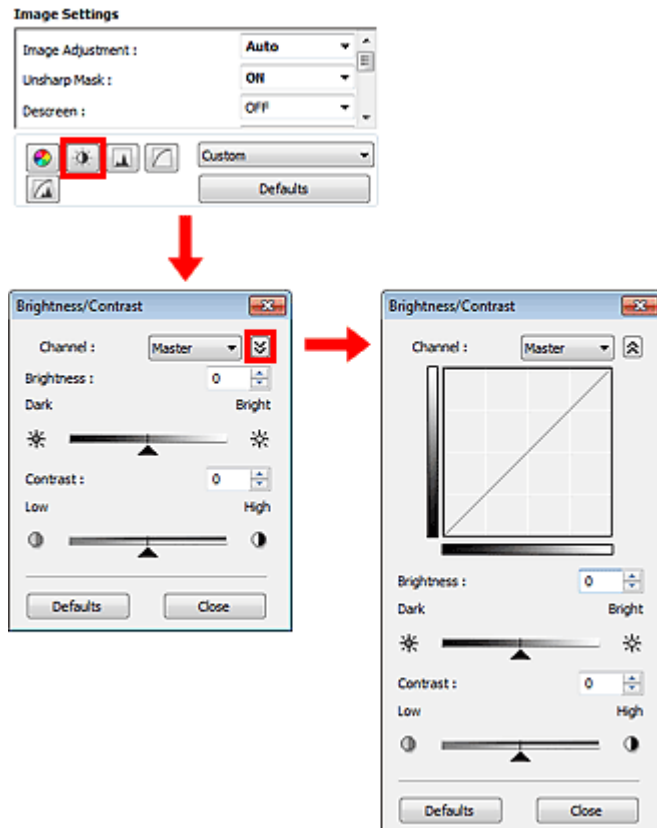 Image Settings
Image Adjustment : Auto
Unsharp Mask : ON
Descreen : OFF
Custom
Defaults
Brightness/Contrast
Channel : Master
Brightness : 0
Dark Bright
Contrast : 0
Low High
Defaults Close
Brightness/Contrast
Channel : Master
Brightness : 0
Dark Bright
Contrast : 0
Low High
Defaults Close